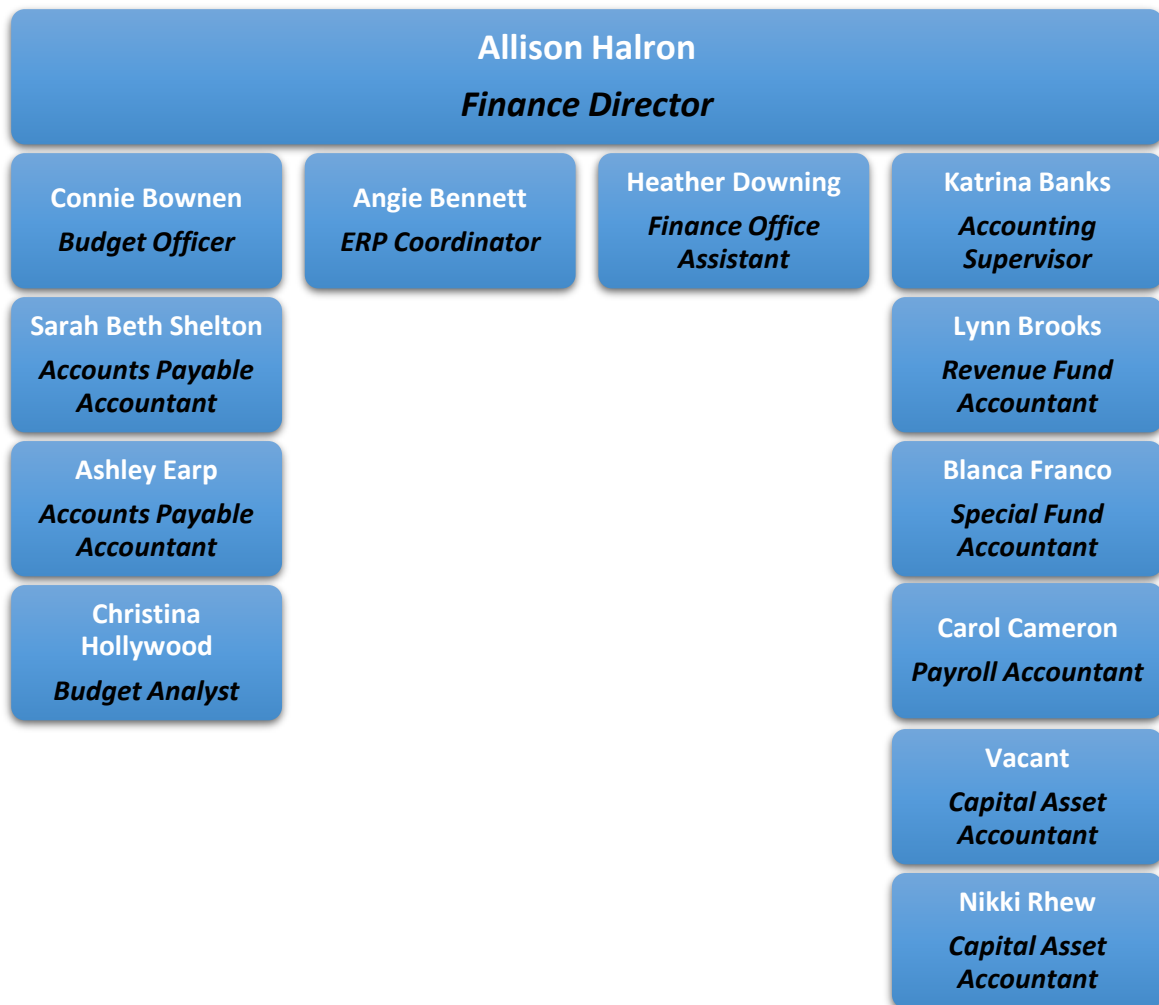 Allison Halron
Finance Director
Connie Bownen
Budget Officer
Angie Bennett
ERP Coordinator
Heather Downing
Finance Office
Assistant
Katrina Banks
Accounting
Supervisor
Sarah Beth Shelton
Accounts Payable
Accountant
Lynn Brooks
Revenue Fund
Accountant
Ashley Earp
Accounts Payable
Accountant
Blanca Franco
Special Fund
Accountant
Christina
Hollywood
Budget Analyst
Carol Cameron
Payroll Accountant
Vacant
Capital Asset
Accountant
Nikki Rhew
Capital Asset
Accountant